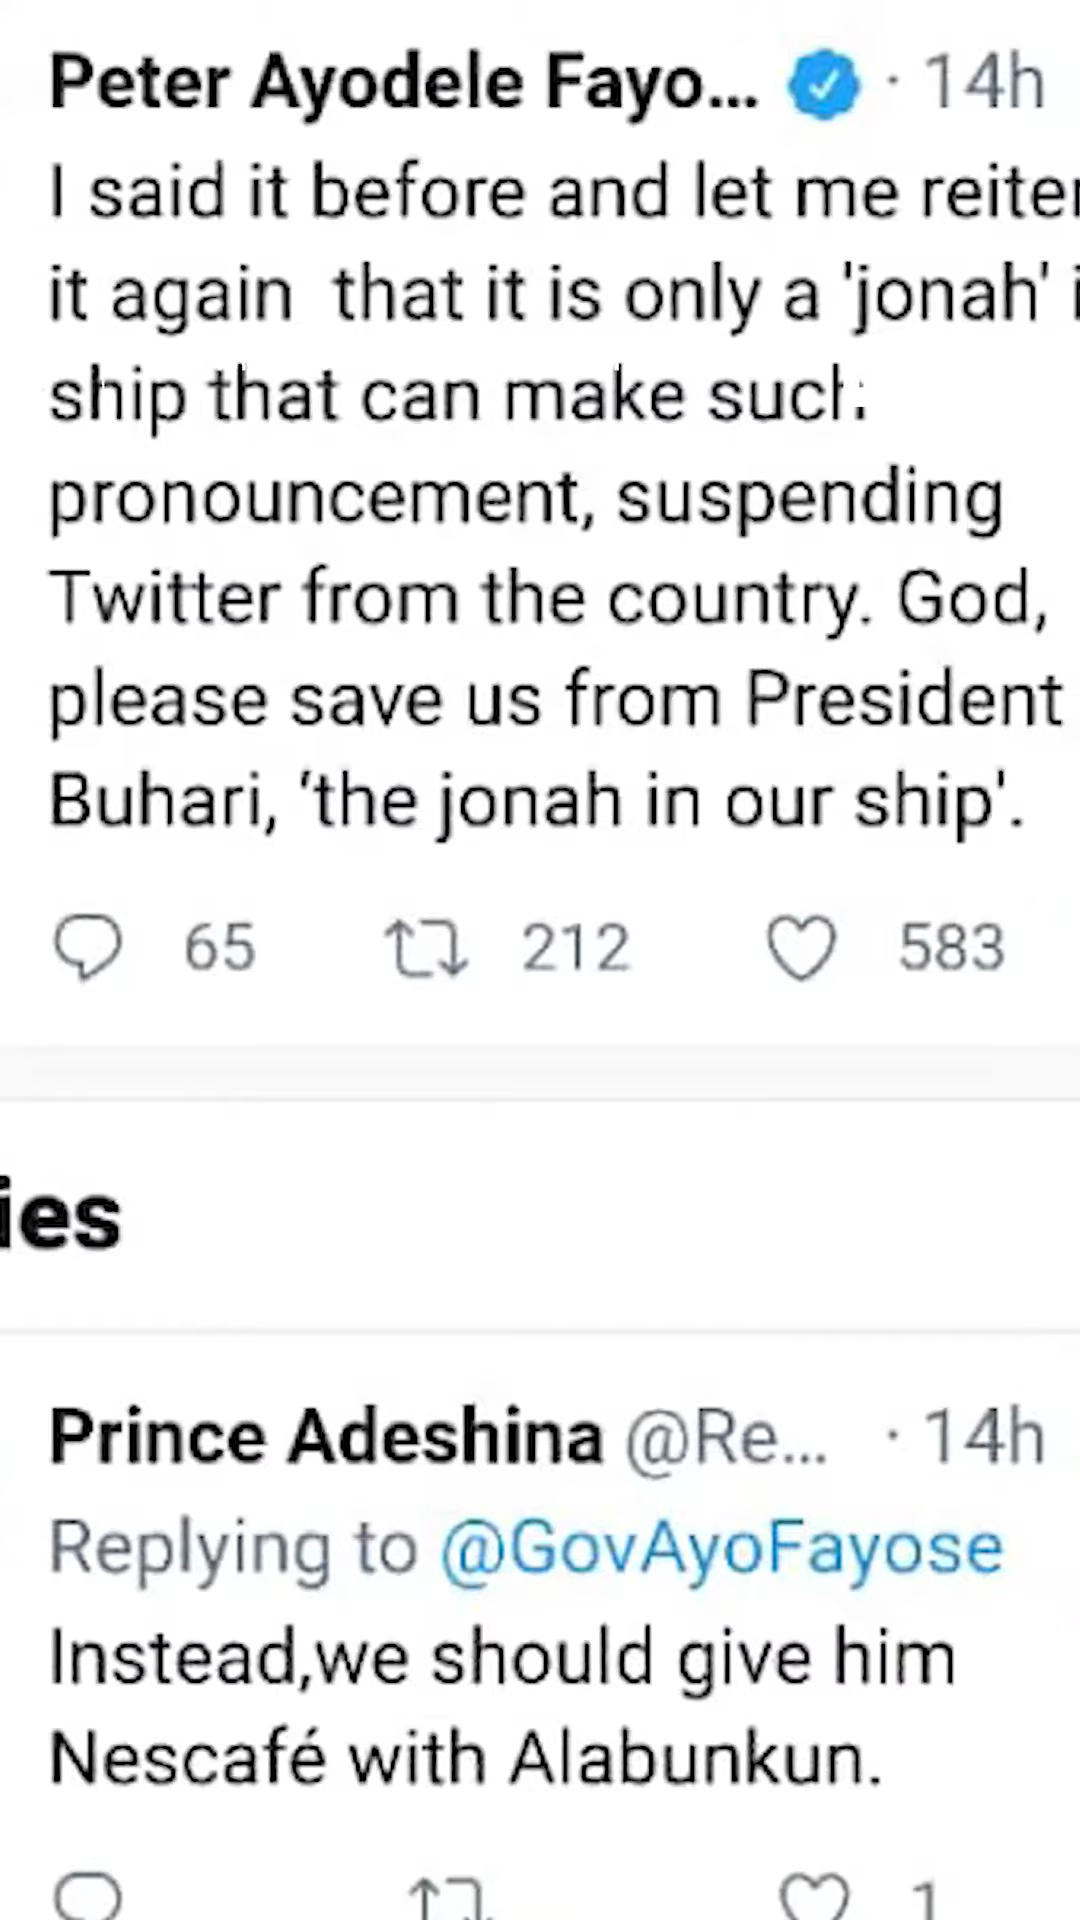 Peter Ayodele Fayo... · 14h
I said it before and let me reiter
it again  that it is only a 'jonah' i
ship that can make such
pronouncement, suspending
Twitter from the country. God,
please save us from President
Buhari, ‘the jonah in our ship'.
65 212 583
ies
Prince Adeshina @Re... · 14h
Replying to @GovAyoFayose
Instead,we should give him
Nescafé with Alabunkun.
1